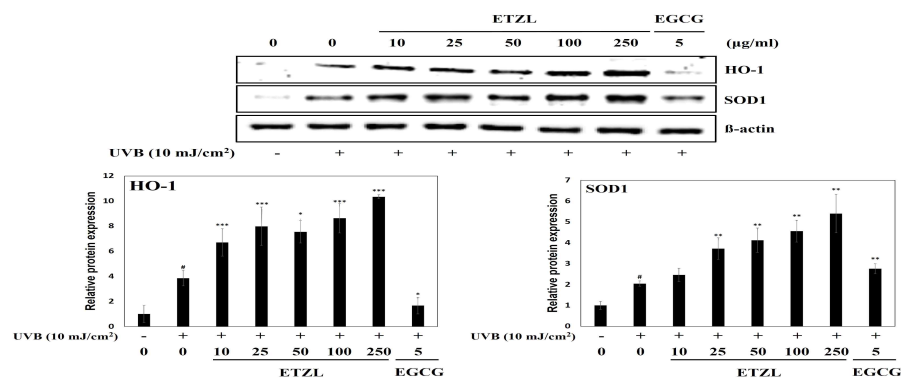 ETZL EGCG
0 0 10 25 50 100 250 5 (µg/ml)
HO-1
SOD1
ß-actin
UVB (10 mJ/cm²) - + + + + + + +
HO-1
Relative protein expression
12
10
8
6
4
2
0
# *** *** * *** *** *
UVB (10 mJ/cm²) - + + + + + + +
0 0 10 25 50 100 250 5
ETZL EGCG
SOD1
Relative protein expression
7
6
5
4
3
2
1
0
# ** ** ** ** **
UVB (10 mJ/cm²) - + + + + + + +
0 0 10 25 50 100 250 5
ETZL EGCG